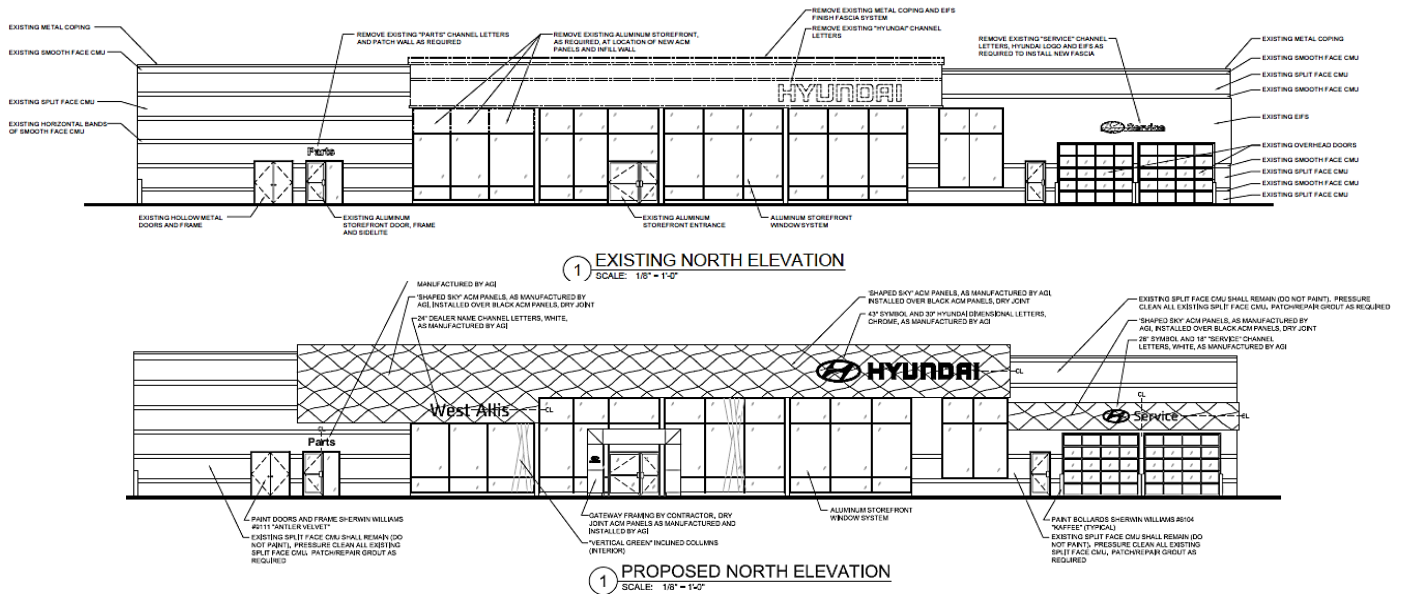 EXISTING METAL COPING
EXISTING SMOOTH FACE CMU
EXISTING SPLIT FACE CMU
EXISTING HORIZONTAL BANDS
OF SMOOTH FACE CMU
REMOVE EXISTING "PARTS" CHANNEL LETTERS
AND PATCH WALL AS REQUIRED
REMOVE EXISTING ALUMINUM STOREFRONT,
AS REQUIRED, AT LOCATION OF NEW ACM
PANELS AND INFILL WALL
REMOVE EXISTING METAL COPING AND EIFS
FINISH FASCIA SYSTEM
REMOVE EXISTING "HYUNDAI" CHANNEL
LETTERS
REMOVE EXISTING "SERVICE" CHANNEL
LETTERS, HYUNDAI LOGO AND EIFS AS
REQUIRED TO INSTALL NEW FASCIA
EXISTING METAL COPING
EXISTING SMOOTH FACE CMU
EXISTING SPLIT FACE CMU
EXISTING SMOOTH FACE CMU
EXISTING EIFS
EXISTING OVERHEAD DOORS
EXISTING SMOOTH FACE CMU
EXISTING SPLIT FACE CMU
EXISTING SMOOTH FACE CMU
EXISTING SPLIT FACE CMU
HYUNDAI
Service
Parts
EXISTING HOLLOW METAL
DOORS AND FRAME
EXISTING ALUMINUM
STOREFRONT DOOR, FRAME
AND SIDELITE
EXISTING ALUMINUM
STOREFRONT ENTRANCE
ALUMINUM STOREFRONT
WINDOW SYSTEM
1 EXISTING NORTH ELEVATION
SCALE: 1/8" = 1'-0"
MANUFACTURED BY AGI
'SHAPED SKY' ACM PANELS, AS MANUFACTURED BY
AGI, INSTALLED OVER BLACK ACM PANELS, DRY JOINT
24" DEALER NAME CHANNEL LETTERS, WHITE,
AS MANUFACTURED BY AGI
'SHAPED SKY' ACM PANELS, AS MANUFACTURED BY AGI,
INSTALLED OVER BLACK ACM PANELS, DRY JOINT
43" SYMBOL AND 30" HYUNDAI DIMENSIONAL LETTERS,
CHROME, AS MANUFACTURED BY AGI
EXISTING SPLIT FACE CMU SHALL REMAIN (DO NOT PAINT). PRESSURE
CLEAN ALL EXISTING SPLIT FACE CMU. PATCH/REPAIR GROUT AS REQUIRED
'SHAPED SKY' ACM PANELS, AS MANUFACTURED BY
AGI, INSTALLED OVER BLACK ACM PANELS, DRY JOINT
26" SYMBOL AND 18" "SERVICE" CHANNEL
LETTERS, WHITE, AS MANUFACTURED BY AGI
HYUNDAI
CL
West Allis
CL
CL
Service
CL
CL
Parts
PAINT DOORS AND FRAME SHERWIN WILLIAMS
#9111 "ANTLER VELVET"
EXISTING SPLIT FACE CMU SHALL REMAIN (DO
NOT PAINT). PRESSURE CLEAN ALL EXISTING
SPLIT FACE CMU. PATCH/REPAIR GROUT AS
REQUIRED
GATEWAY FRAMING BY CONTRACTOR, DRY
JOINT ACM PANELS AS MANUFACTURED AND
INSTALLED BY AGI
"VERTICAL GREEN" INCLINED COLUMNS
(INTERIOR)
ALUMINUM STOREFRONT
WINDOW SYSTEM
PAINT BOLLARDS SHERWIN WILLIAMS #6104
"KAFFEE" (TYPICAL)
EXISTING SPLIT FACE CMU SHALL REMAIN (DO
NOT PAINT). PRESSURE CLEAN ALL EXISTING
SPLIT FACE CMU. PATCH/REPAIR GROUT AS
REQUIRED
1 PROPOSED NORTH ELEVATION
SCALE: 1/8" = 1'-0"